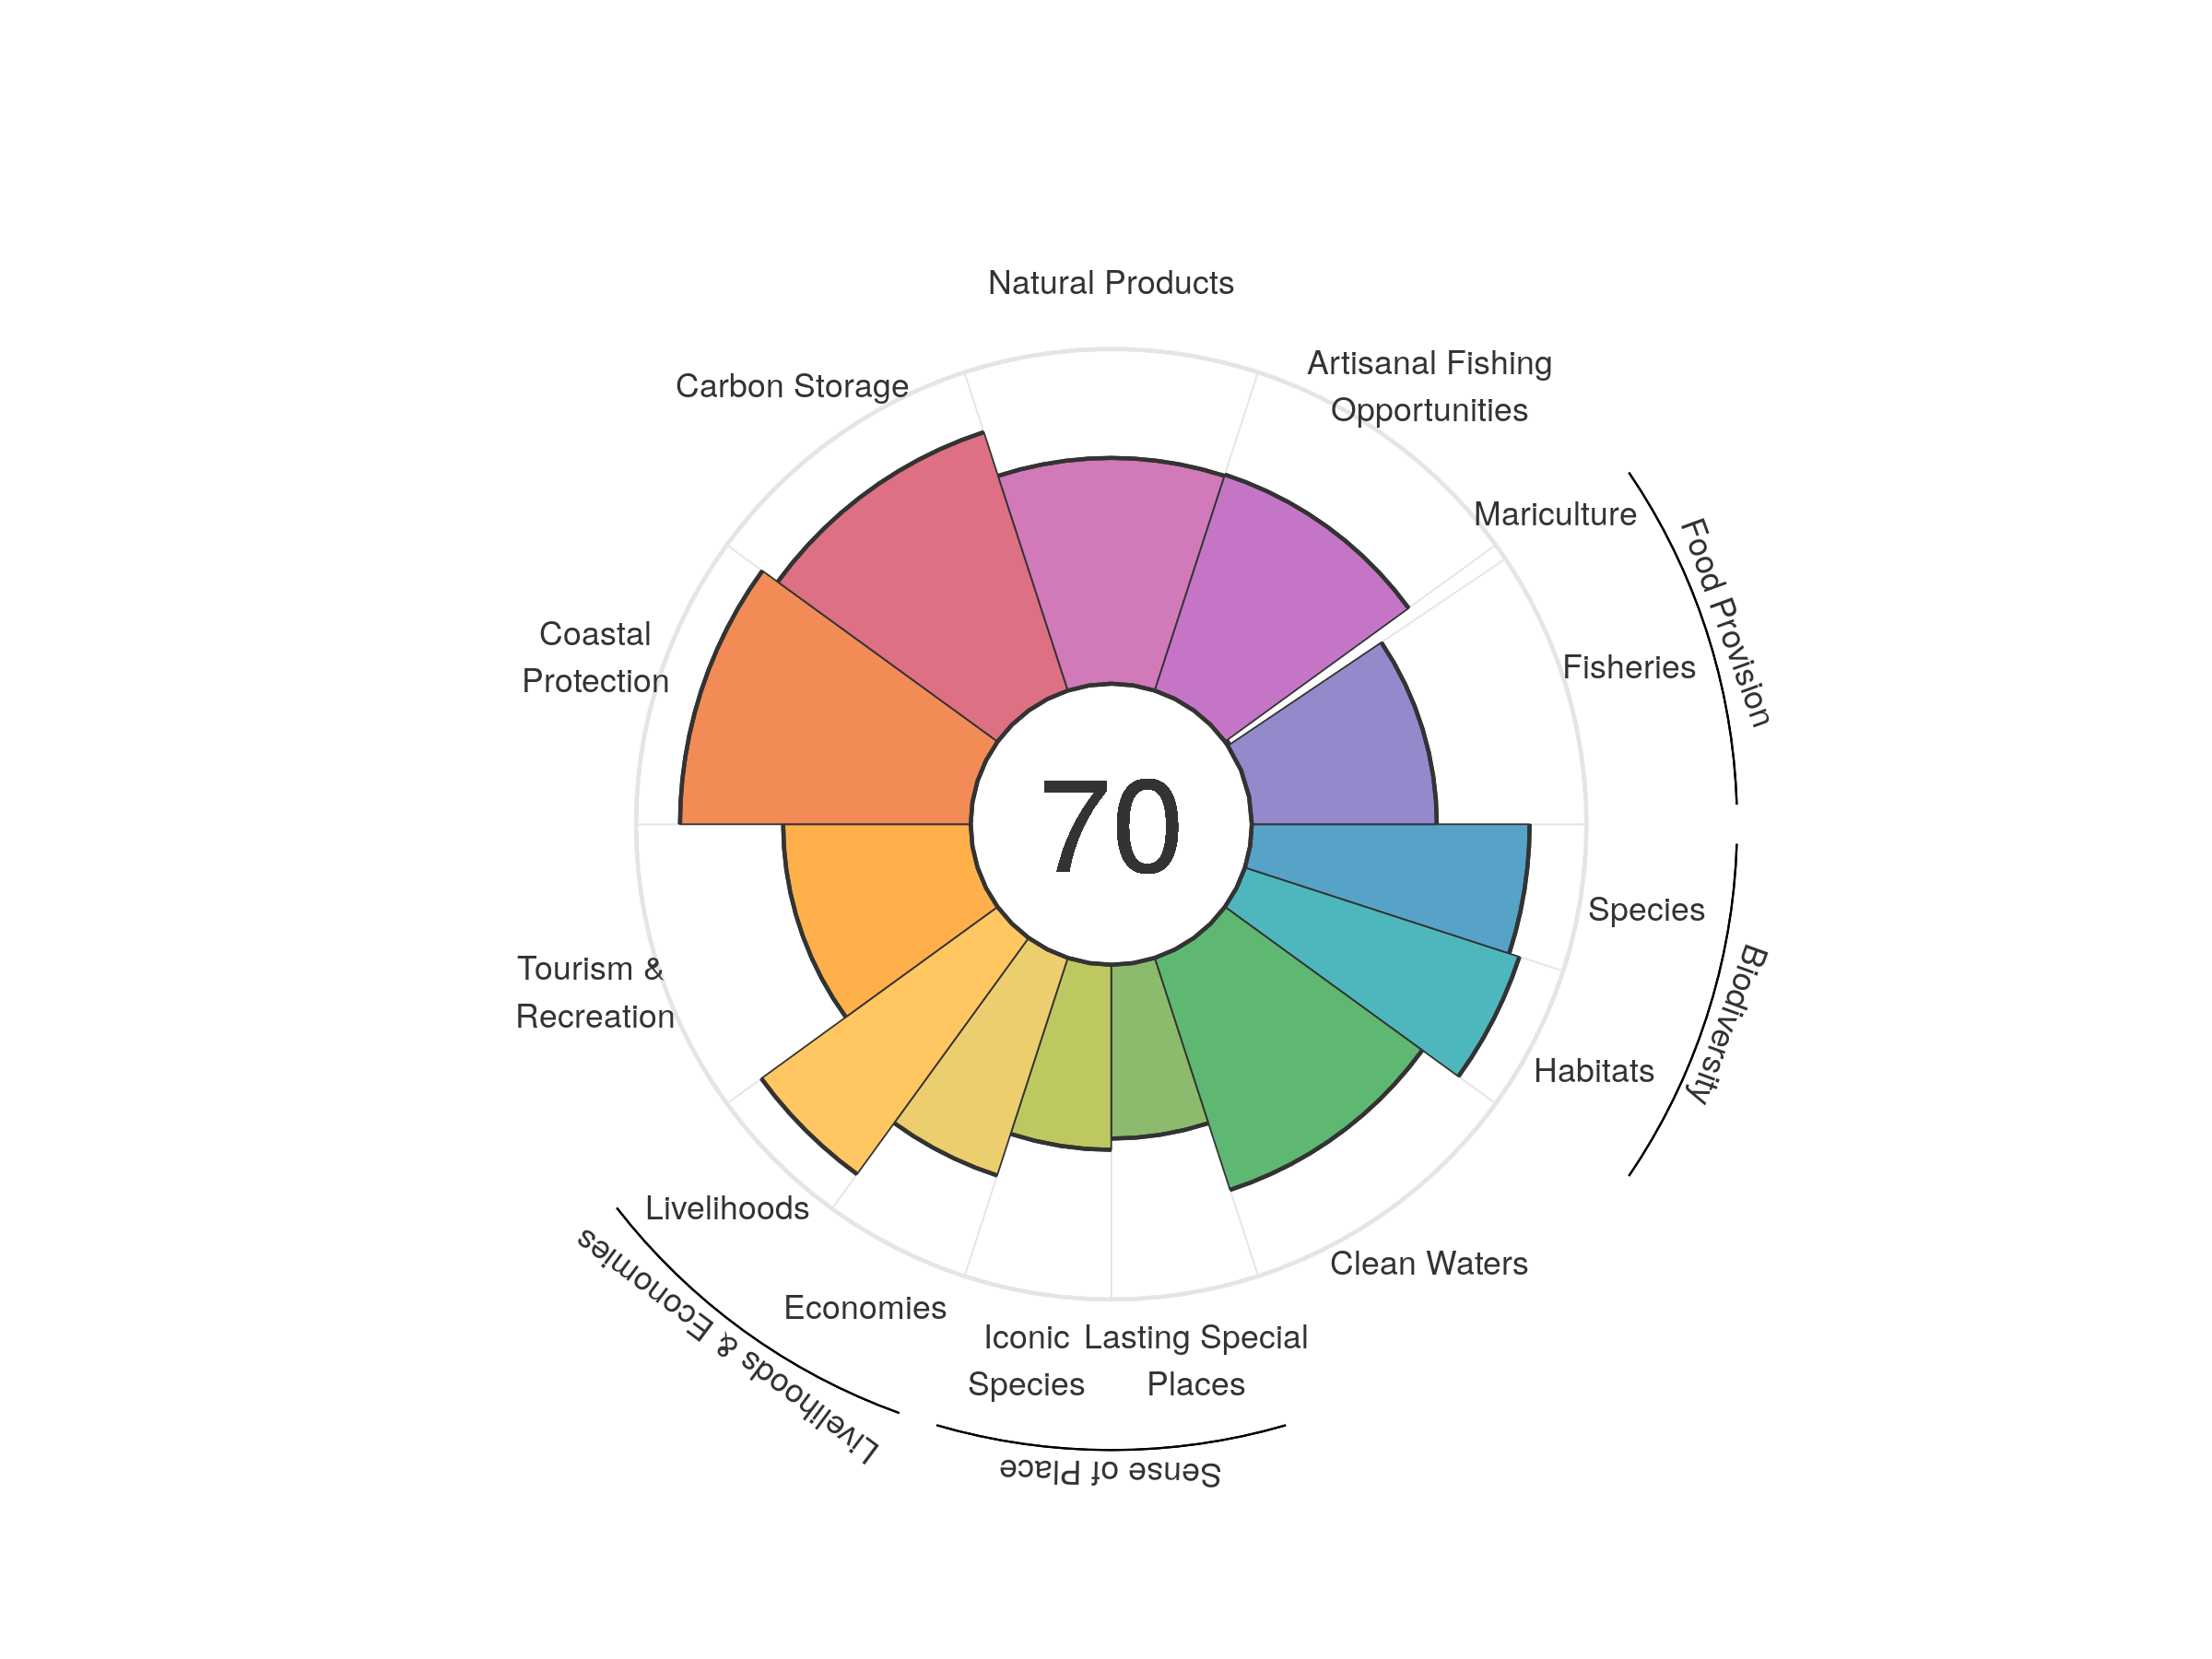 Natural Products
Artisanal Fishing
Opportunities
Carbon Storage
Mariculture
Food Provision
Fisheries
Coastal
Protection
70
Species
Biodiversity
Habitats
Tourism &
Recreation
Livelihoods
Livelihoods & Economies
Clean Waters
Economies
Iconic
Species
Lasting Special
Places
Sense of Place